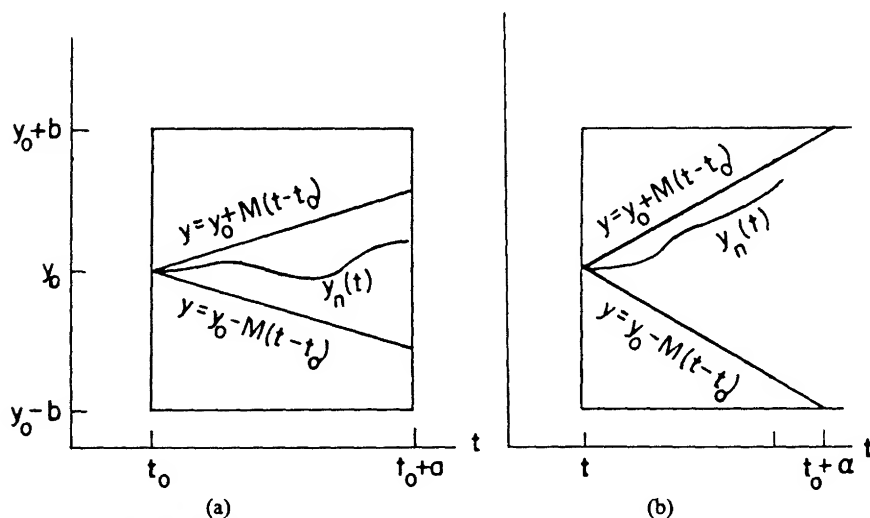 y₀+b
y=y₀+M(t-t₀)
y₀
yₙ(t)
y=y₀-M(t-t₀)
y₀-b
t
t₀
t₀+a
(a)
y=y₀+M(t-t₀)
yₙ(t)
y=y₀-M(t-t₀)
t
t
t₀+α
(b)